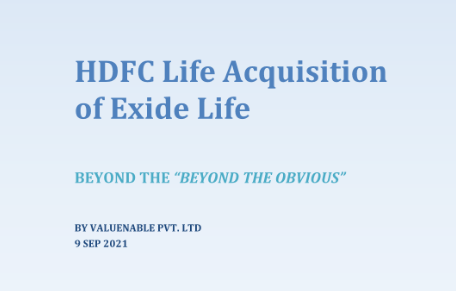 HDFC Life Acquisition
of Exide Life
BEYOND THE “BEYOND THE OBVIOUS”
BY VALUENABLE PVT. LTD
9 SEP 2021